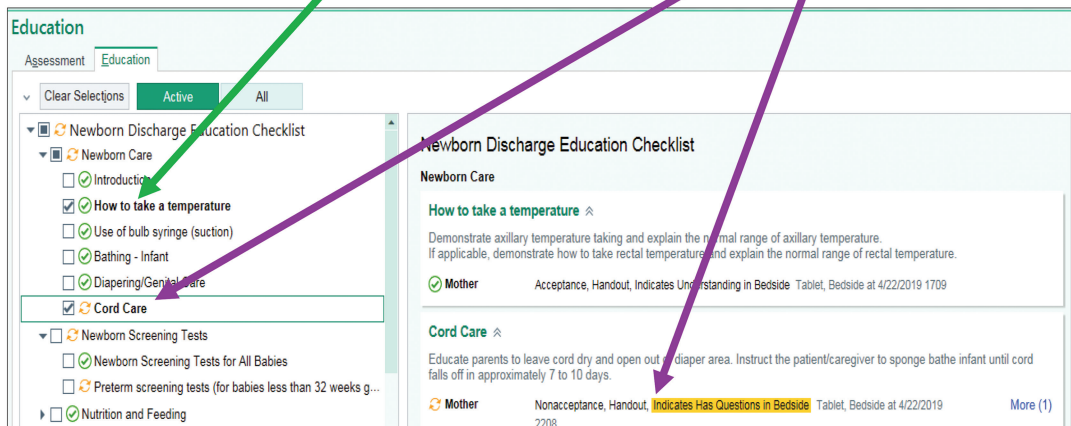 Education
Assessment Education
Clear Selections Active All
Newborn Discharge Education Checklist
Newborn Care
Introduction
How to take a temperature
Use of bulb syringe (suction)
Bathing - Infant
Diapering/Genital Care
Cord Care
Newborn Screening Tests
Newborn Screening Tests for All Babies
Preterm screening tests (for babies less than 32 weeks g...
Nutrition and Feeding
Newborn Discharge Education Checklist
Newborn Care
How to take a temperature
Demonstrate axillary temperature taking and explain the normal range of axillary temperature.
If applicable, demonstrate how to take rectal temperature and explain the normal range of rectal temperature.
Mother Acceptance, Handout, Indicates Understanding in Bedside Tablet, Bedside at 4/22/2019 1709
Cord Care
Educate parents to leave cord dry and open out of diaper area. Instruct the patient/caregiver to sponge bathe infant until cord
falls off in approximately 7 to 10 days.
Mother Nonacceptance, Handout, Indicates Has Questions in Bedside Tablet, Bedside at 4/22/2019 More (1)
2208